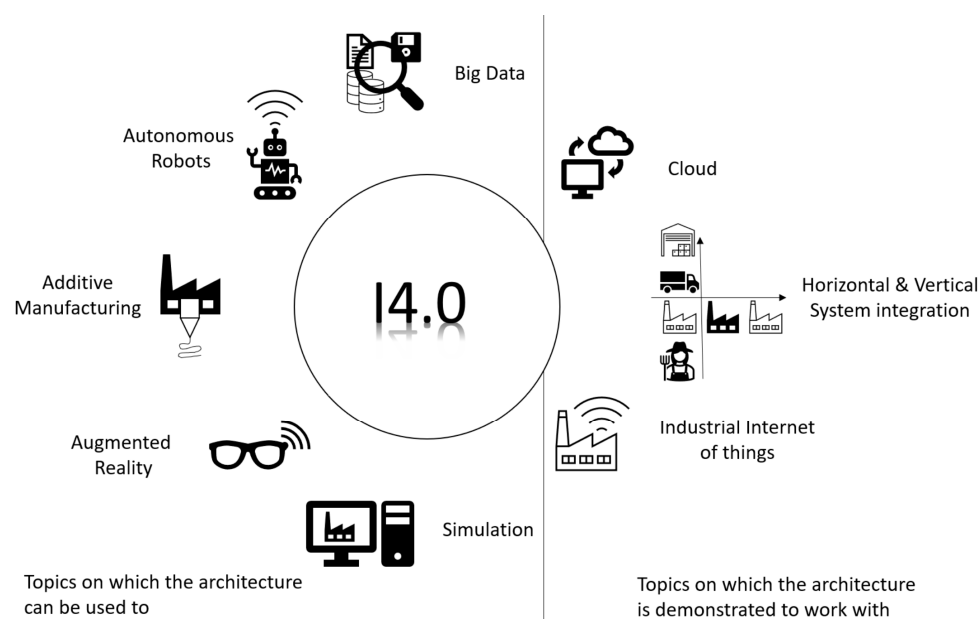 Big Data
Autonomous
Robots
Cloud
Additive
Manufacturing
I4.0
Horizontal & Vertical
System integration
Augmented
Reality
Industrial Internet
of things
Simulation
Topics on which the architecture
can be used to
Topics on which the architecture
is demonstrated to work with